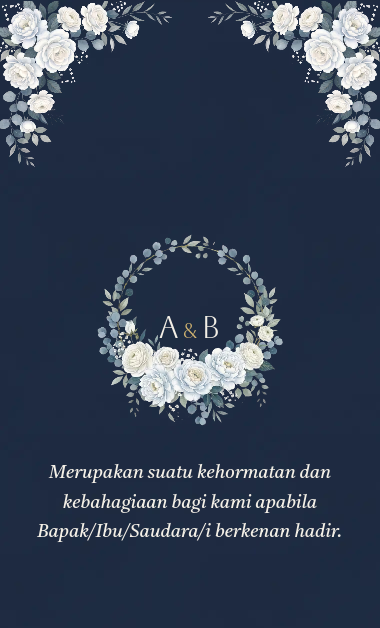 A & B
Merupakan suatu kehormatan dan
kebahagiaan bagi kami apabila
Bapak/Ibu/Saudara/i berkenan hadir.